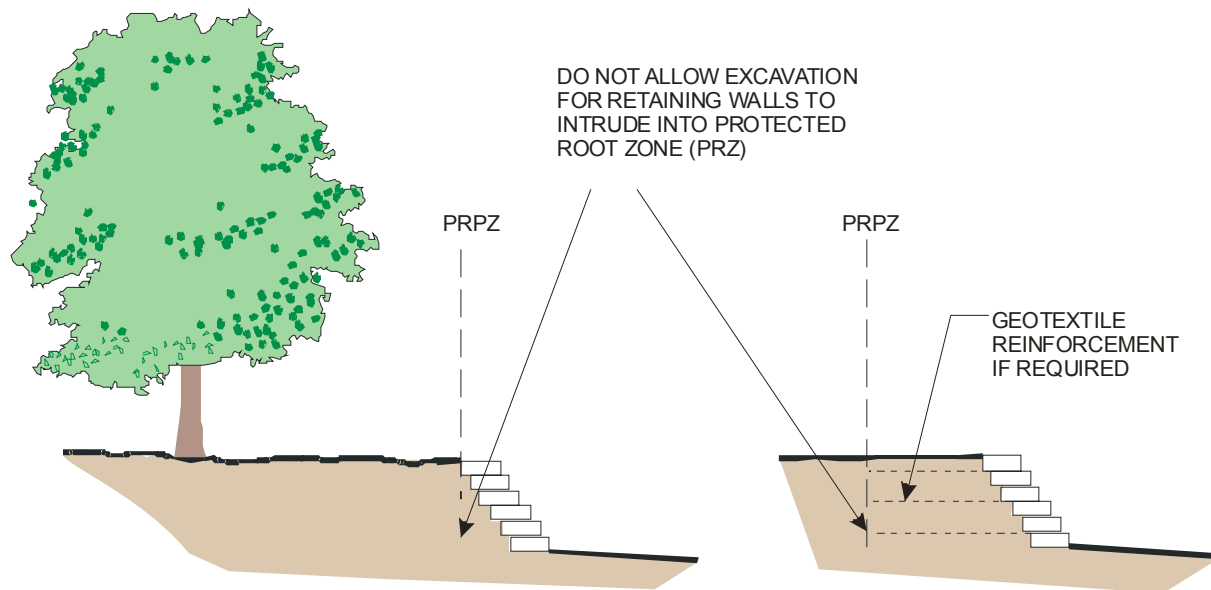 DO NOT ALLOW EXCAVATION
FOR RETAINING WALLS TO
INTRUDE INTO PROTECTED
ROOT ZONE (PRZ)
PRPZ
PRPZ
GEOTEXTILE
REINFORCEMENT
IF REQUIRED